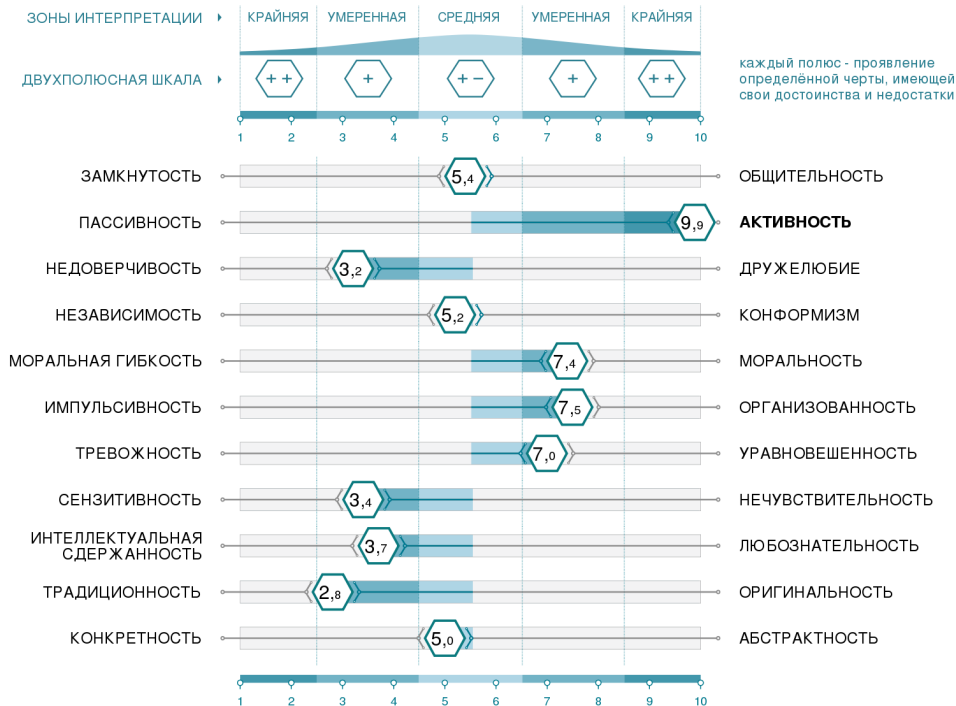 ЗОНЫ ИНТЕРПРЕТАЦИИ
КРАЙНЯЯ УМЕРЕННАЯ СРЕДНЯЯ УМЕРЕННАЯ КРАЙНЯЯ
ДВУХПОЛЮСНАЯ ШКАЛА
+ + + + − + + +
каждый полюс - проявление
определённой черты, имеющей
свои достоинства и недостатки
1 2 3 4 5 6 7 8 9 10
ЗАМКНУТОСТЬ 5,4 ОБЩИТЕЛЬНОСТЬ
ПАССИВНОСТЬ 9,9 АКТИВНОСТЬ
НЕДОВЕРЧИВОСТЬ 3,2 ДРУЖЕЛЮБИЕ
НЕЗАВИСИМОСТЬ 5,2 КОНФОРМИЗМ
МОРАЛЬНАЯ ГИБКОСТЬ 7,4 МОРАЛЬНОСТЬ
ИМПУЛЬСИВНОСТЬ 7,5 ОРГАНИЗОВАННОСТЬ
ТРЕВОЖНОСТЬ 7,0 УРАВНОВЕШЕННОСТЬ
СЕНЗИТИВНОСТЬ 3,4 НЕЧУВСТВИТЕЛЬНОСТЬ
ИНТЕЛЛЕКТУАЛЬНАЯ
СДЕРЖАННОСТЬ 3,7 ЛЮБОЗНАТЕЛЬНОСТЬ
ТРАДИЦИОННОСТЬ 2,8 ОРИГИНАЛЬНОСТЬ
КОНКРЕТНОСТЬ 5,0 АБСТРАКТНОСТЬ
1 2 3 4 5 6 7 8 9 10